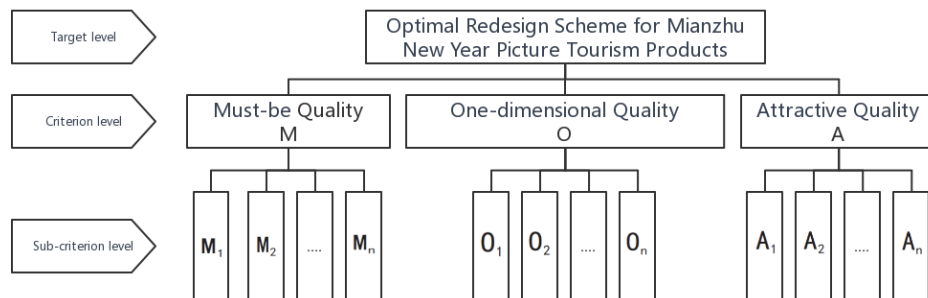 Target level
Optimal Redesign Scheme for Mianzhu
New Year Picture Tourism Products
Criterion level
Must-be Quality
M
One-dimensional Quality
O
Attractive Quality
A
Sub-criterion level
M₁
M₂
....
Mₙ
O₁
O₂
....
Oₙ
A₁
A₂
....
Aₙ